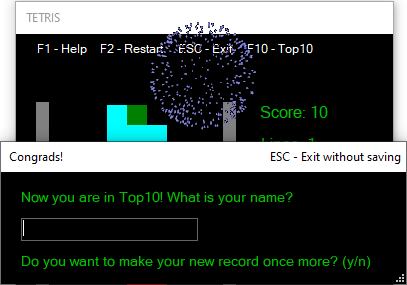 TETRIS
F1 - Help F2 - Restart ESC - Exit F10 - Top10
Score: 10
Congrads! ESC - Exit without saving
Now you are in Top10! What is your name?
Do you want to make your new record once more? (y/n)